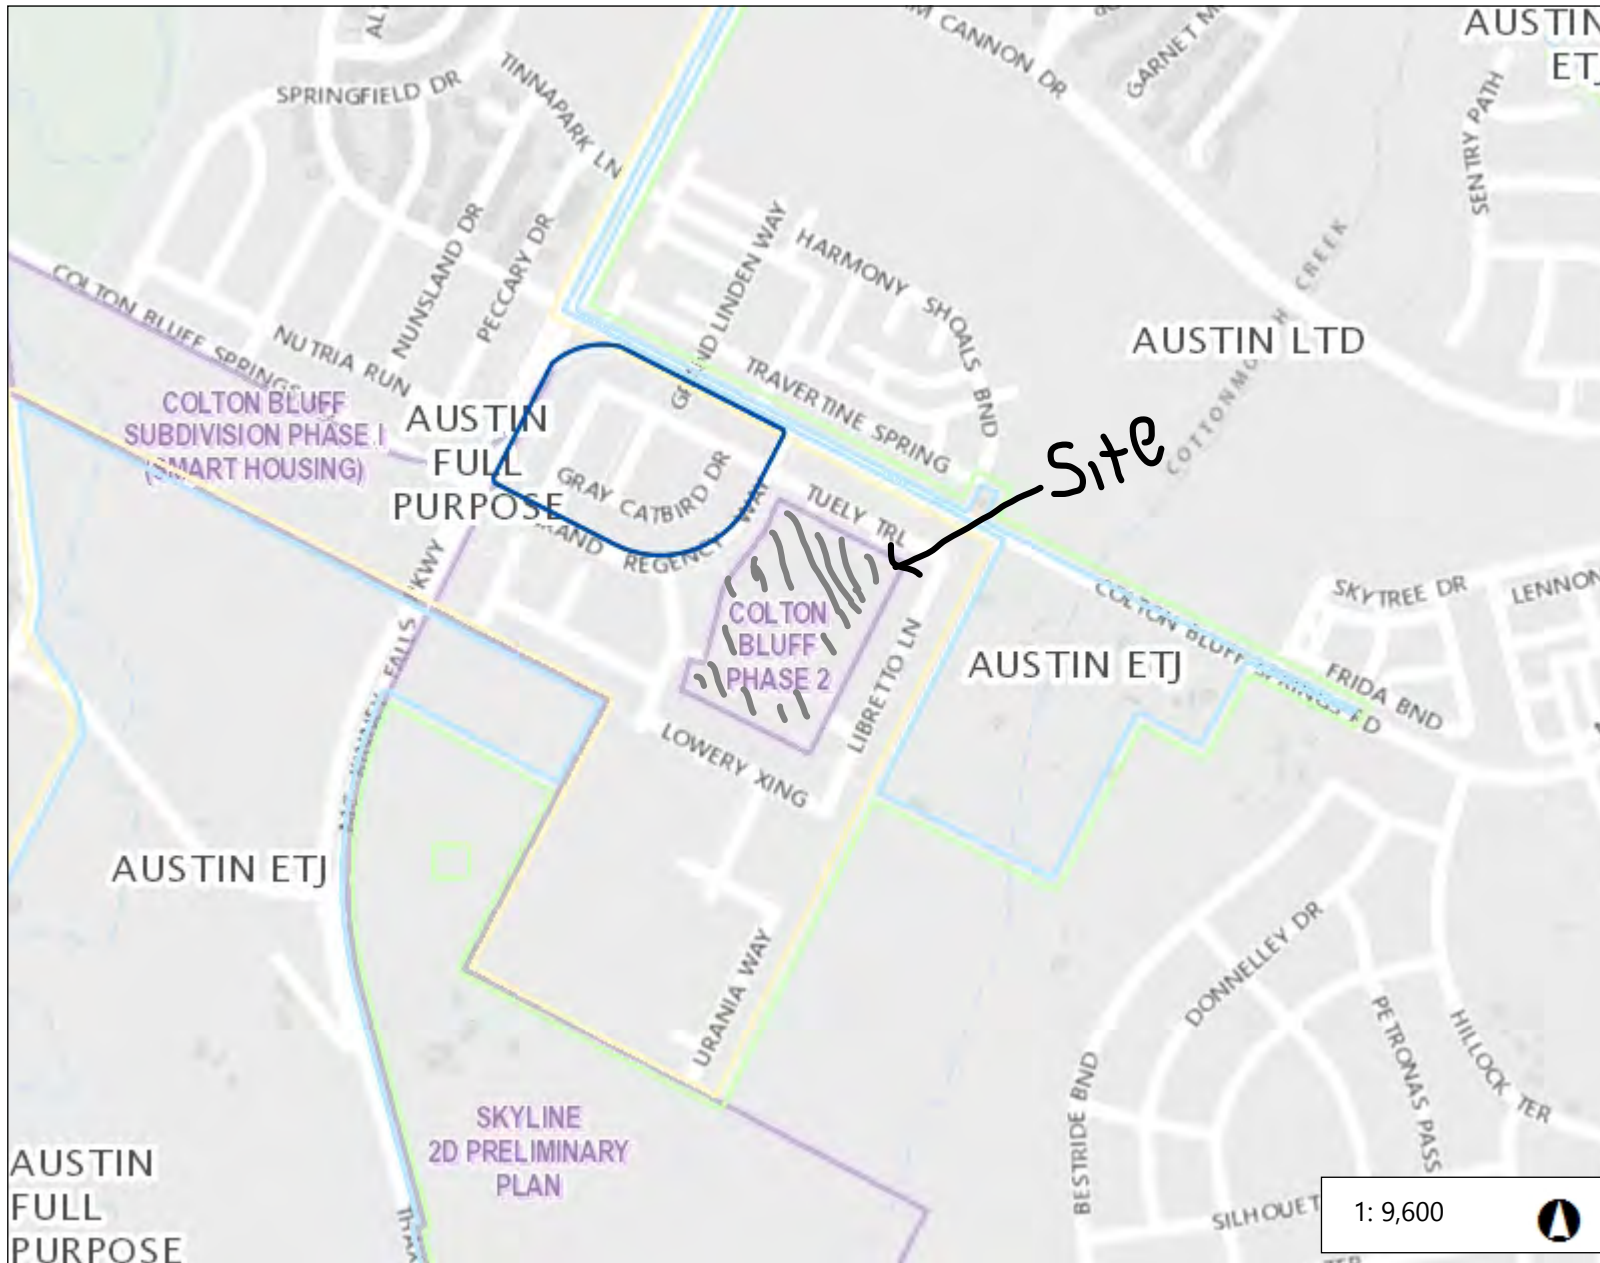 AUSTIN
ETJ
CANNON DR
GARNET M
SENTRY PATH
SPRINGFIELD DR
TINNAPARK LN
NUNSLAND DR
PECCARY DR
COLTON BLUFF SPRINGS
NUTRIA RUN
GRAND LINDEN WAY
HARMONY SHOALS BND
TRAVERTINE SPRING
CREEK
AUSTIN LTD
COLTON BLUFF
SUBDIVISION PHASE I
(SMART HOUSING)
AUSTIN
FULL
PURPOSE
GRAY CATBIRD DR
GRAND REGENCY WAY
TUELY TRL
Site
COLTON
BLUFF
PHASE 2
LIBRETTO LN
LOWERY XING
AUSTIN ETJ
COLTON BLUFF SPRINGS RD
SKYTREE DR
LENNON
FRIDA BND
FALLS PKWY
AUSTIN ETJ
URANIA WAY
DONNELLEY DR
PETRONAS PASS
HILLOCK TER
BESTRIDE BND
SILHOUET
SKYLINE
2D PRELIMINARY
PLAN
AUSTIN
FULL
PURPOSE
THAX
1: 9,600